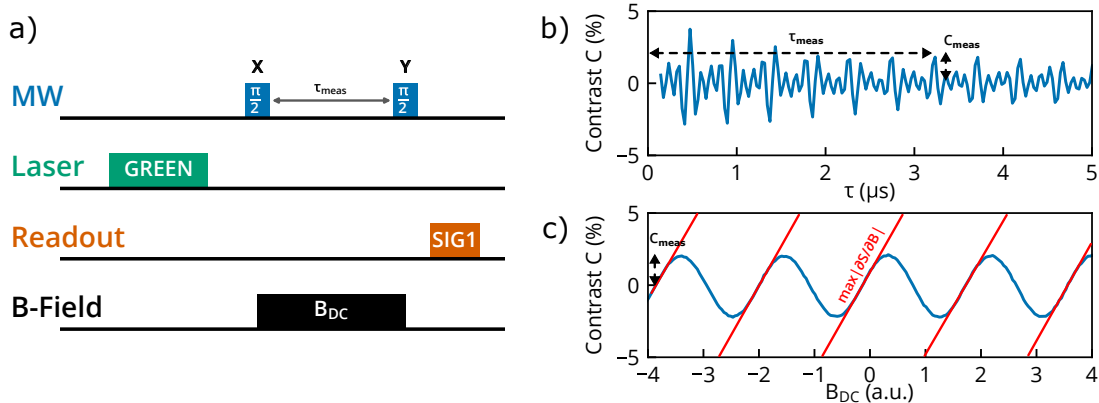 a)
X
Y
MW
π/2
τmeas
π/2
Laser
GREEN
Readout
SIG1
B-Field
BDC
b)
Contrast C (%)
5
0
−5
τmeas
Cmeas
0
1
2
3
4
5
τ (μs)
c)
Contrast C (%)
5
0
−5
Cmeas
max|∂S/∂B|
−4
−3
−2
−1
0
1
2
3
4
BDC (a.u.)